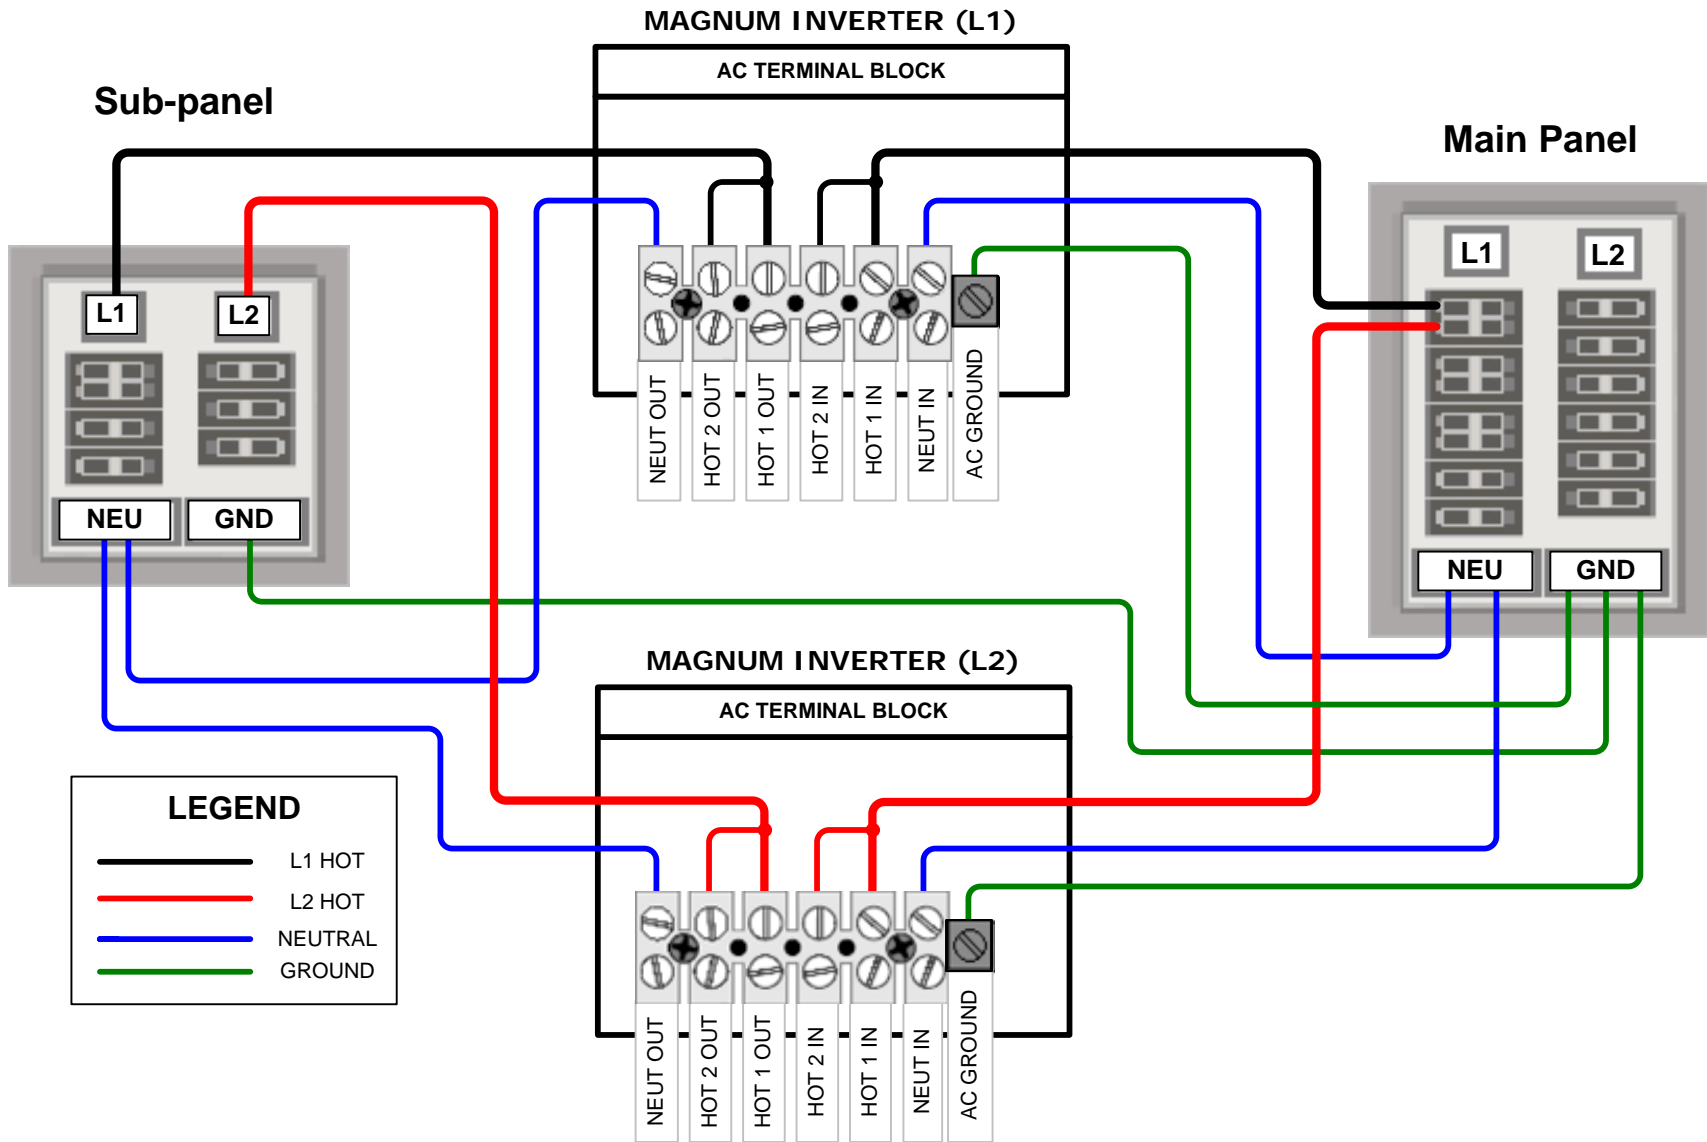 MAGNUM INVERTER (L1)
AC TERMINAL BLOCK
Sub-panel
Main Panel
L1
L2
L1
L2
NEUT OUT
HOT 2 OUT
HOT 1 OUT
HOT 2 IN
HOT 1 IN
NEUT IN
AC GROUND
NEU
GND
NEU
GND
MAGNUM INVERTER (L2)
AC TERMINAL BLOCK
LEGEND
L1 HOT
L2 HOT
NEUTRAL
GROUND
NEUT OUT
HOT 2 OUT
HOT 1 OUT
HOT 2 IN
HOT 1 IN
NEUT IN
AC GROUND